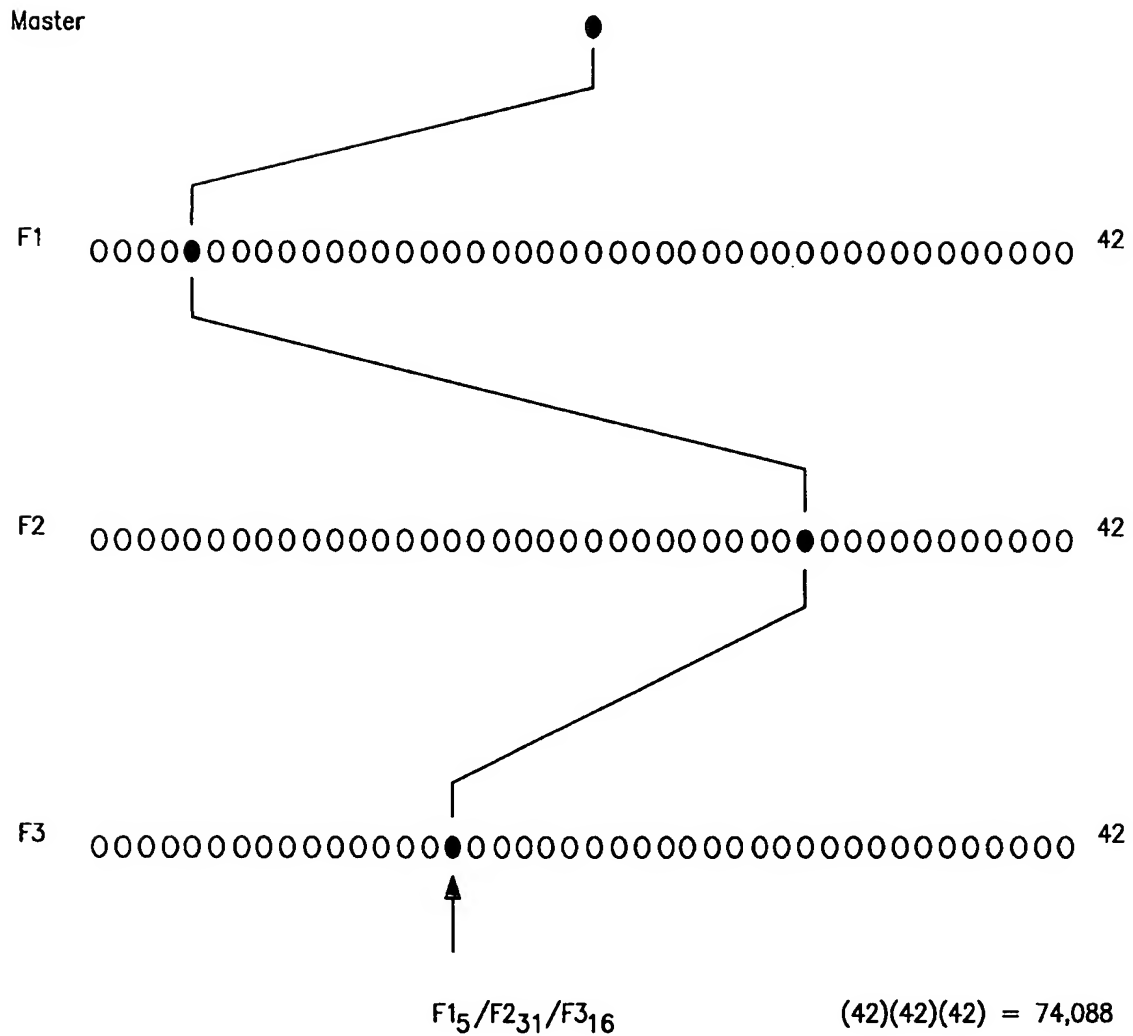 Master
F1 42
F2 42
F3 42
F1₅/F2₃₁/F3₁₆ (42)(42)(42) = 74,088